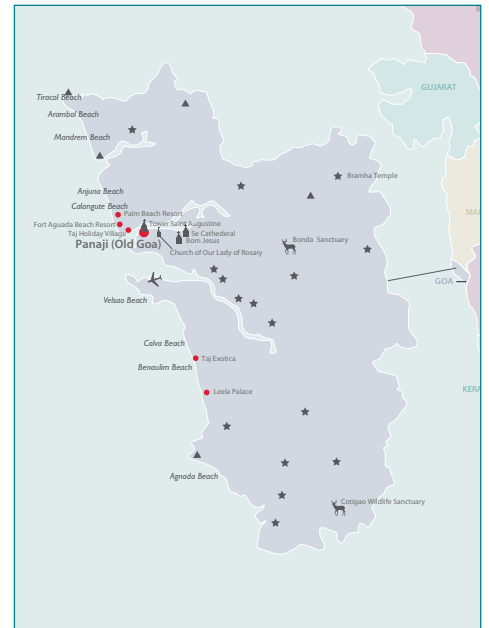 GUJARAT
Tiracol Beach
Arambol Beach
Mandrem Beach
Bramha Temple
Anjuna Beach
Calangute Beach
Palm Beach Resort
Fort Aguada Beach Resort
Tower Saint Augustine
Taj Holiday Village
Se Cathederal
Bom Jesus
Panaji (Old Goa)
Church of Our Lady of Rosary
Bonda Sanctuary
GOA
Velsao Beach
Colva Beach
Taj Exotica
Benaulim Beach
KERA
Leela Palace
Agnoda Beach
Cotigao Wildlife Sanctuary